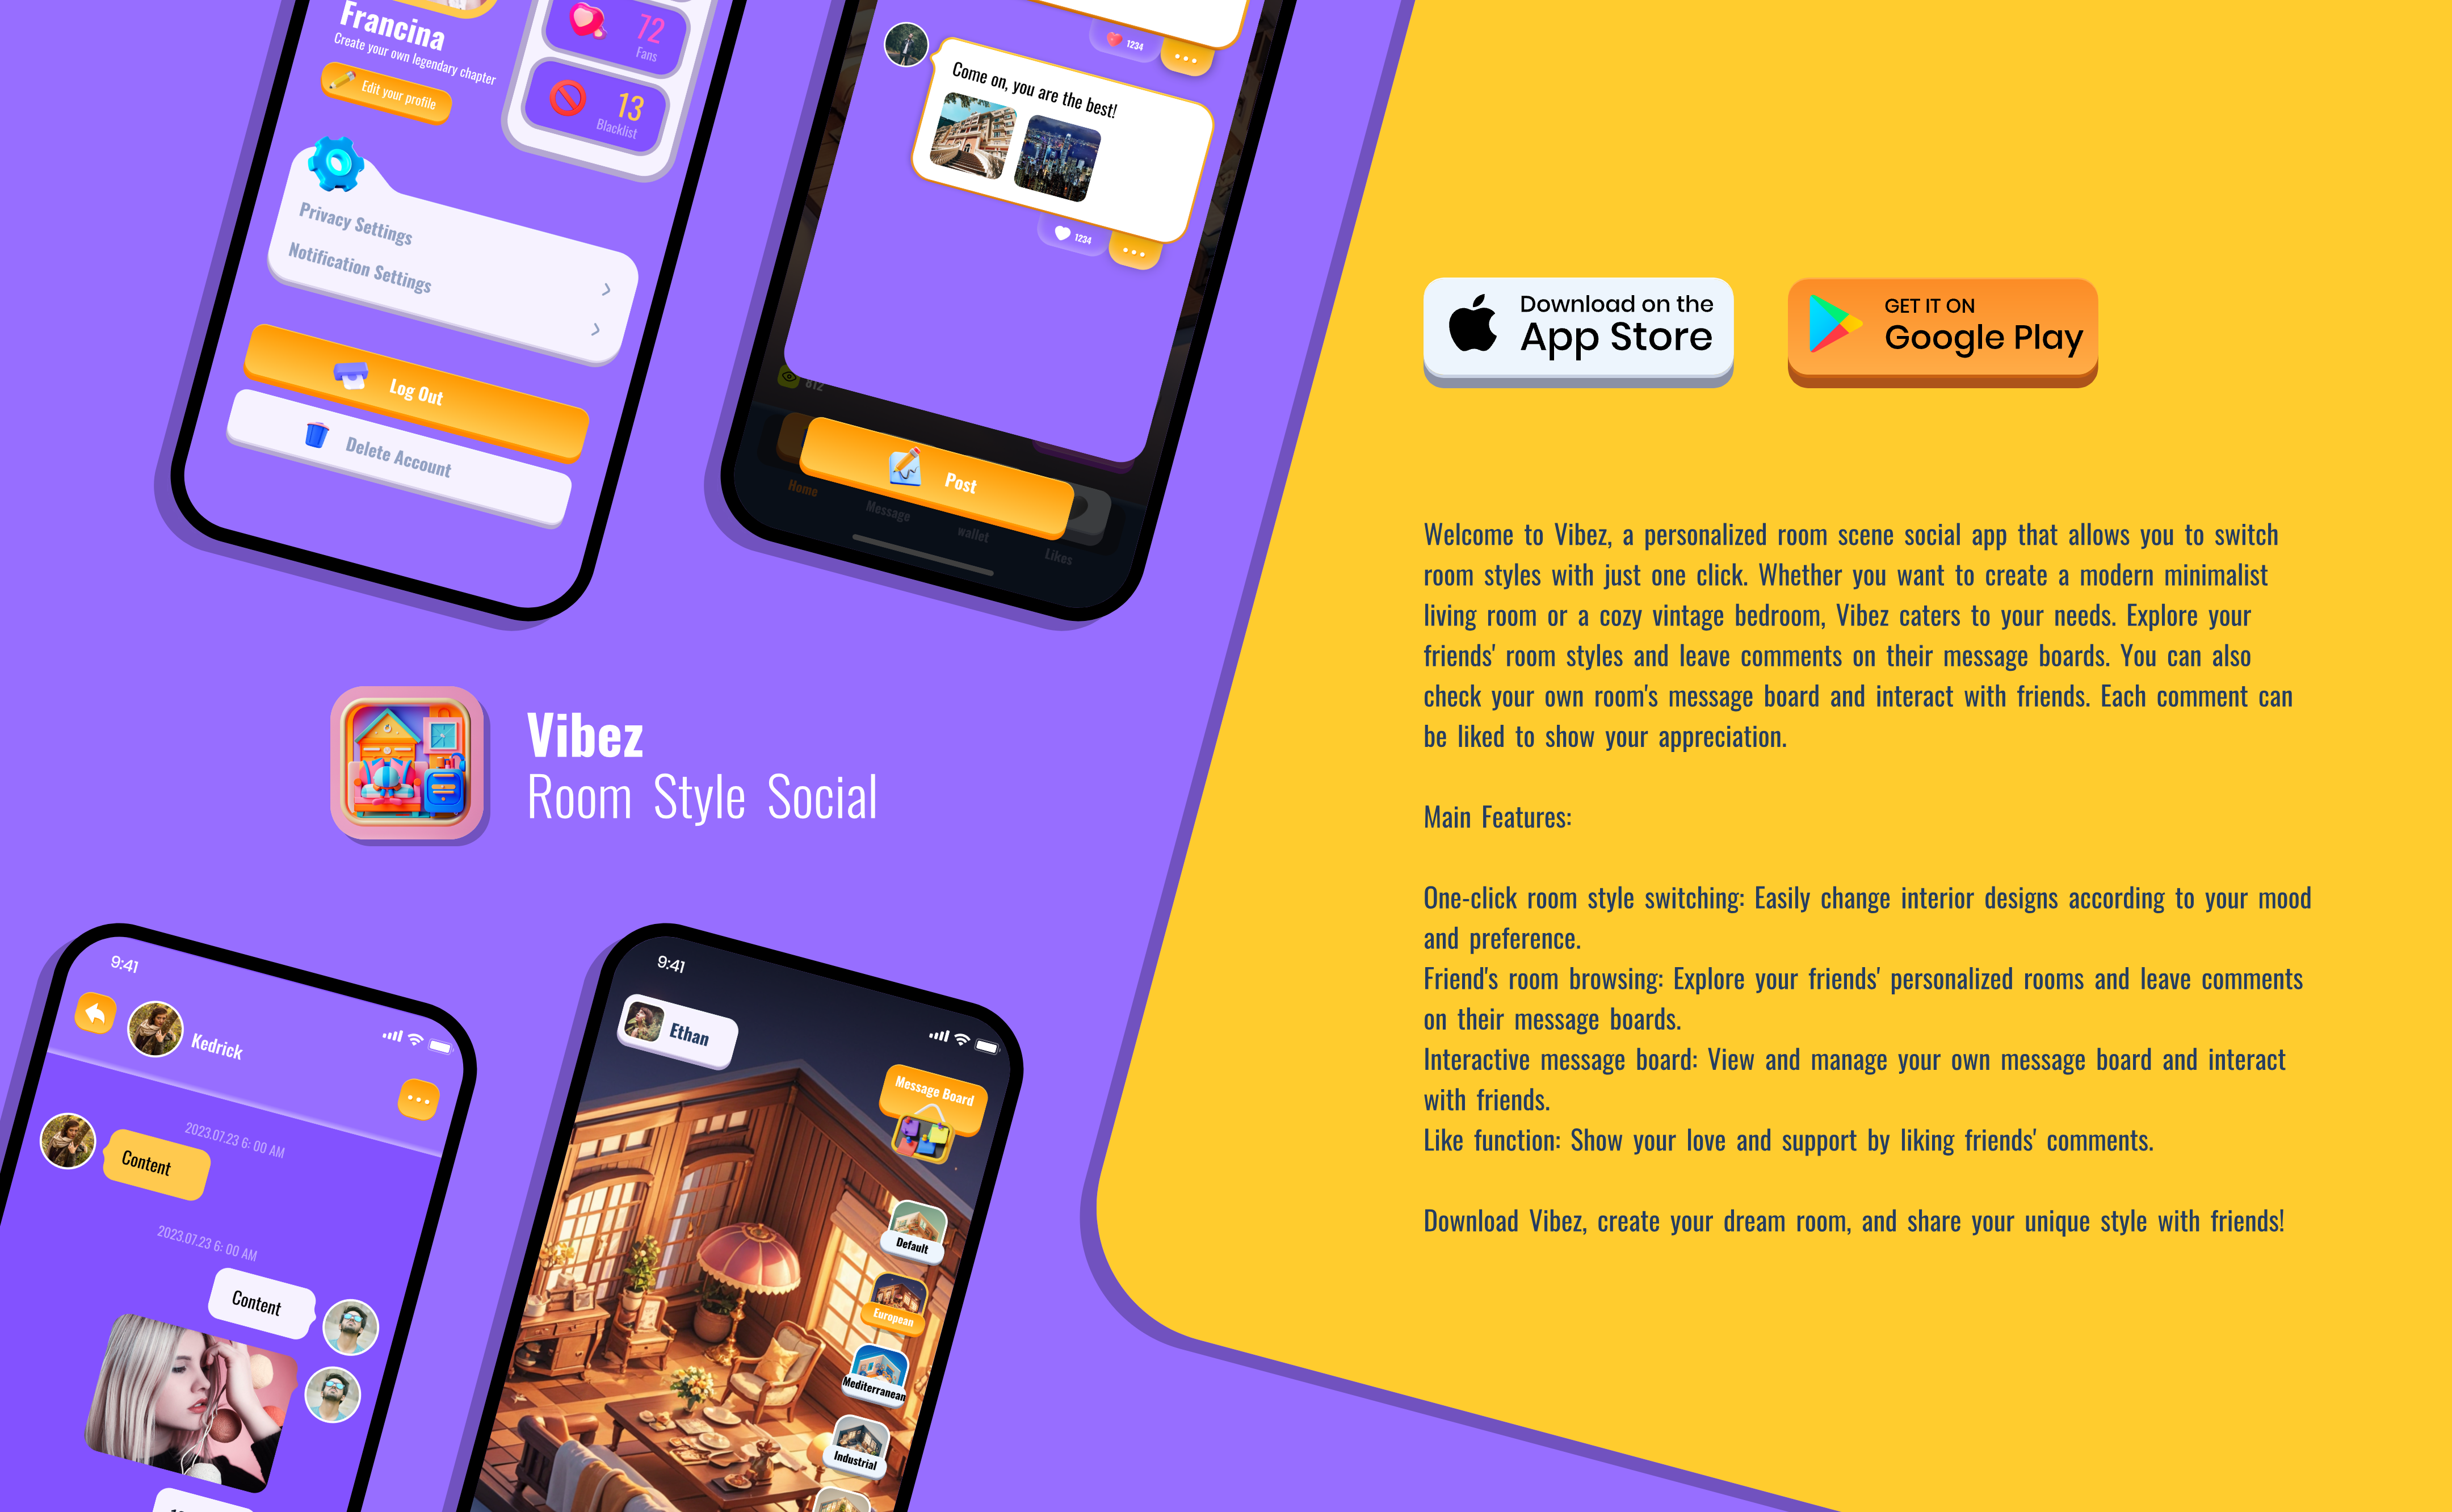 Francina
Create your own legendary chapter
Edit your profile
72
Fans
13
Blacklist
Privacy Settings
Notification Settings
Log Out
Delete Account
1234
Come on, you are the best!
1234
812
Post
Home
Message
wallet
Likes
Vibez
Room Style Social
9:41
Kedrick
2023.07.23 6: 00 AM
Content
2023.07.23 6: 00 AM
Content
9:41
Ethan
Message Board
Default
European
Mediterranean
Industrial
Download on the
App Store
GET IT ON
Google Play
Welcome to Vibez, a personalized room scene social app that allows you to switch
room styles with just one click. Whether you want to create a modern minimalist
living room or a cozy vintage bedroom, Vibez caters to your needs. Explore your
friends' room styles and leave comments on their message boards. You can also
check your own room's message board and interact with friends. Each comment can
be liked to show your appreciation.
Main Features:
One-click room style switching: Easily change interior designs according to your mood
and preference.
Friend's room browsing: Explore your friends' personalized rooms and leave comments
on their message boards.
Interactive message board: View and manage your own message board and interact
with friends.
Like function: Show your love and support by liking friends' comments.
Download Vibez, create your dream room, and share your unique style with friends!